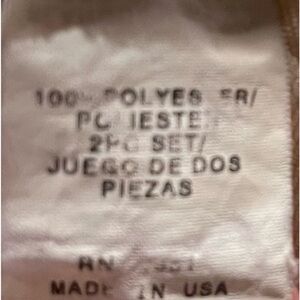 100% POLYESTER/
POLIESTER
2PC SET/
JUEGO DE DOS
PIEZAS
RN
MADE IN USA